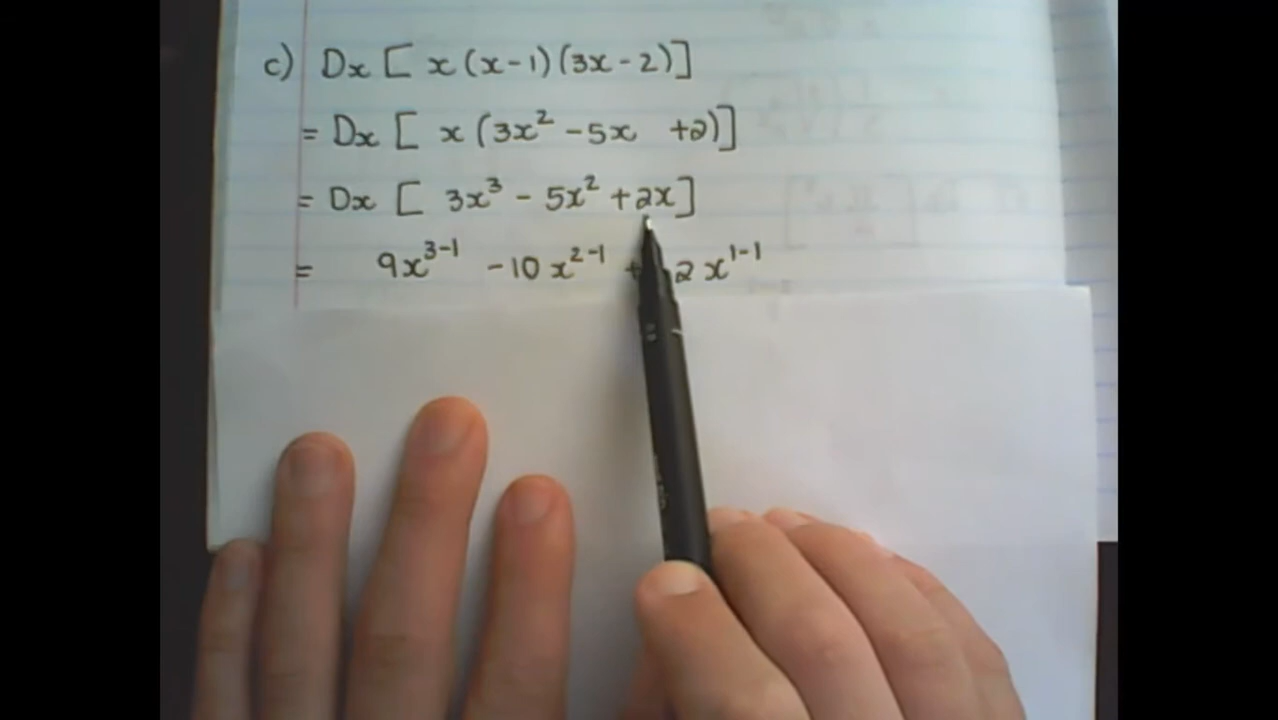 c) Dx [ x(x-1)(3x-2)]
= Dx [ x(3x² -5x +2)]
= Dx [ 3x³ - 5x² +2x]
= 9x³⁻¹ -10x²⁻¹ + 2x¹⁻¹